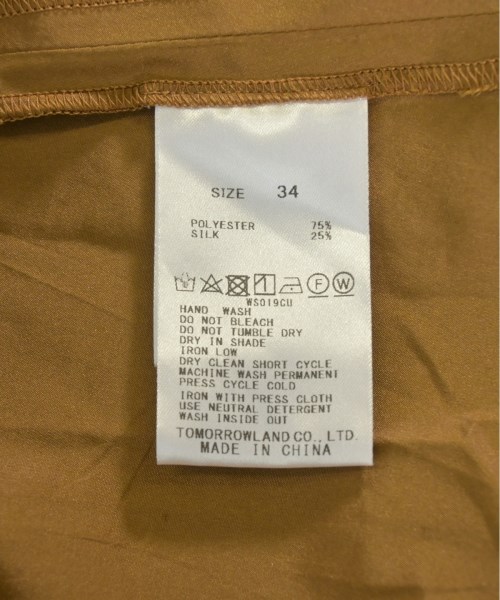 SIZE 34
POLYESTER 75%
SILK 25%
F W
WS019CU
HAND WASH
DO NOT BLEACH
DO NOT TUMBLE DRY
DRY IN SHADE
IRON LOW
DRY CLEAN SHORT CYCLE
MACHINE WASH PERMANENT
PRESS CYCLE COLD
IRON WITH PRESS CLOTH
USE NEUTRAL DETERGENT
WASH INSIDE OUT
TOMORROWLAND CO., LTD.
MADE IN CHINA